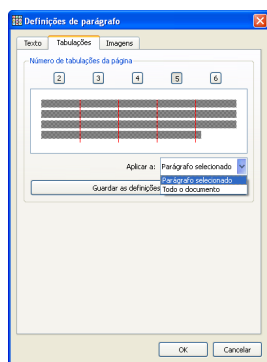 Definições de parágrafo
Texto
Tabulações
Imagens
Número de tabulações da página
2 3 4 5 6
Aplicar a: Parágrafo selecionado
Parágrafo selecionado
Todo o documento
Guardar as definições
OK
Cancelar